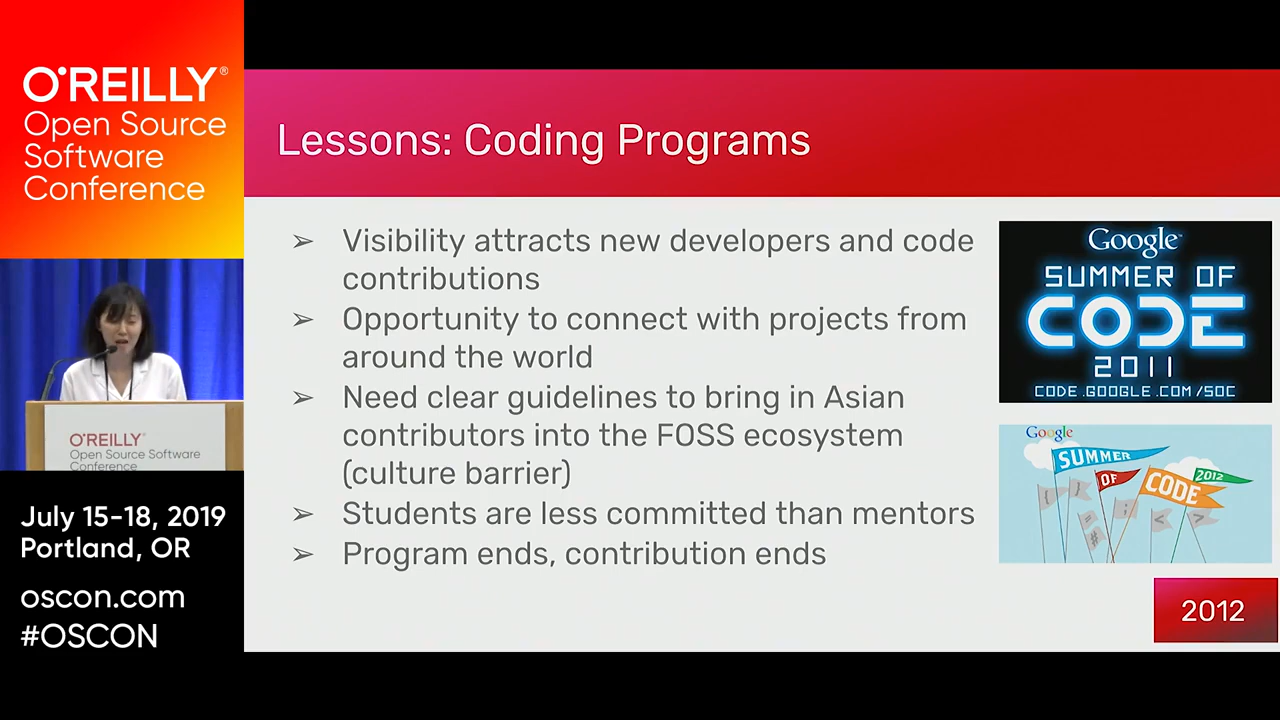 O'REILLY®
Open Source
Software
Conference
Lessons: Coding Programs
➢ Visibility attracts new developers and code
contributions
➢ Opportunity to connect with projects from
around the world
➢ Need clear guidelines to bring in Asian
contributors into the FOSS ecosystem
(culture barrier)
➢ Students are less committed than mentors
➢ Program ends, contribution ends
Google™
SUMMER OF
CODE
2011
CODE.GOOGLE.COM/SOC
Google
SUMMER
OF
CODE
2012
{ } # ; < >
2012
O'REILLY®
Open Source Software
Conference
July 15-18, 2019
Portland, OR
oscon.com
#OSCON